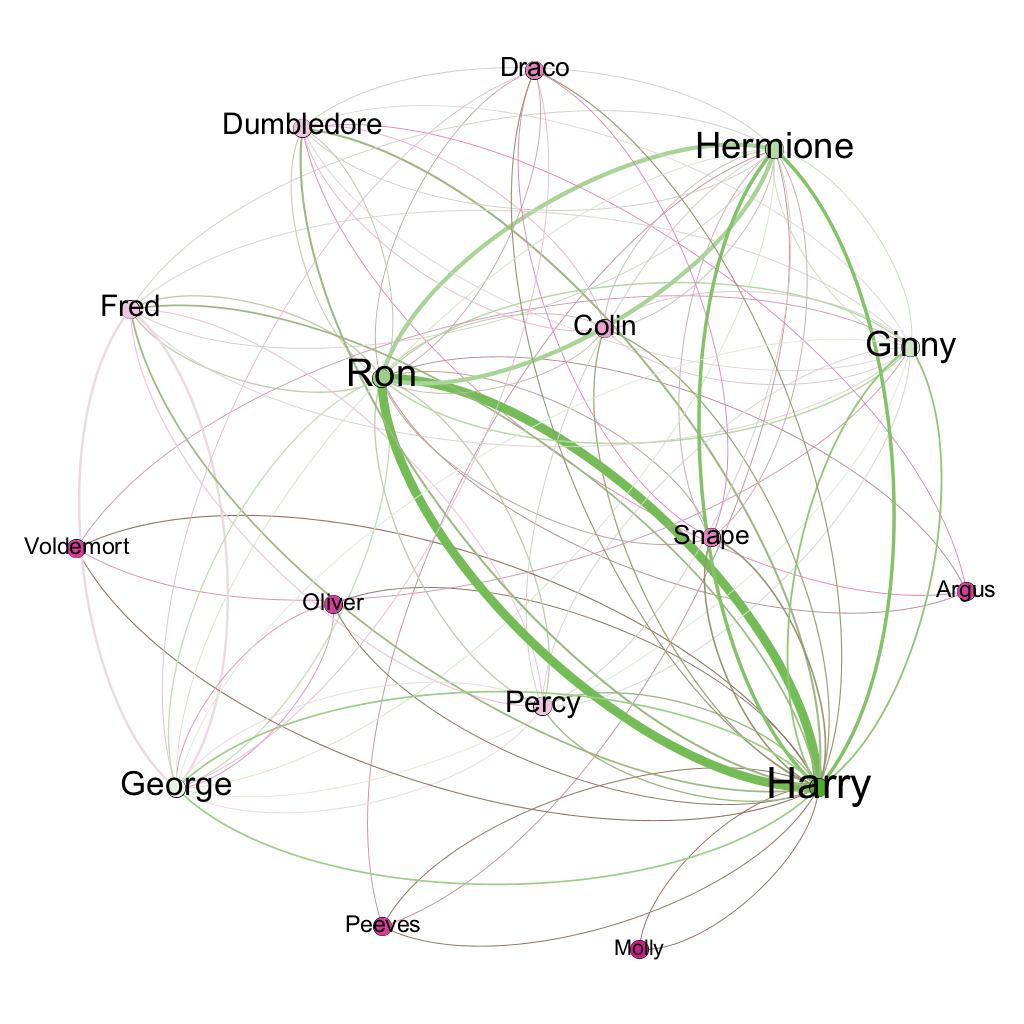 Draco
Dumbledore
Hermione
Fred
Colin
Ginny
Ron
Snape
Voldemort
Argus
Oliver
Percy
George
Harry
Peeves
Molly